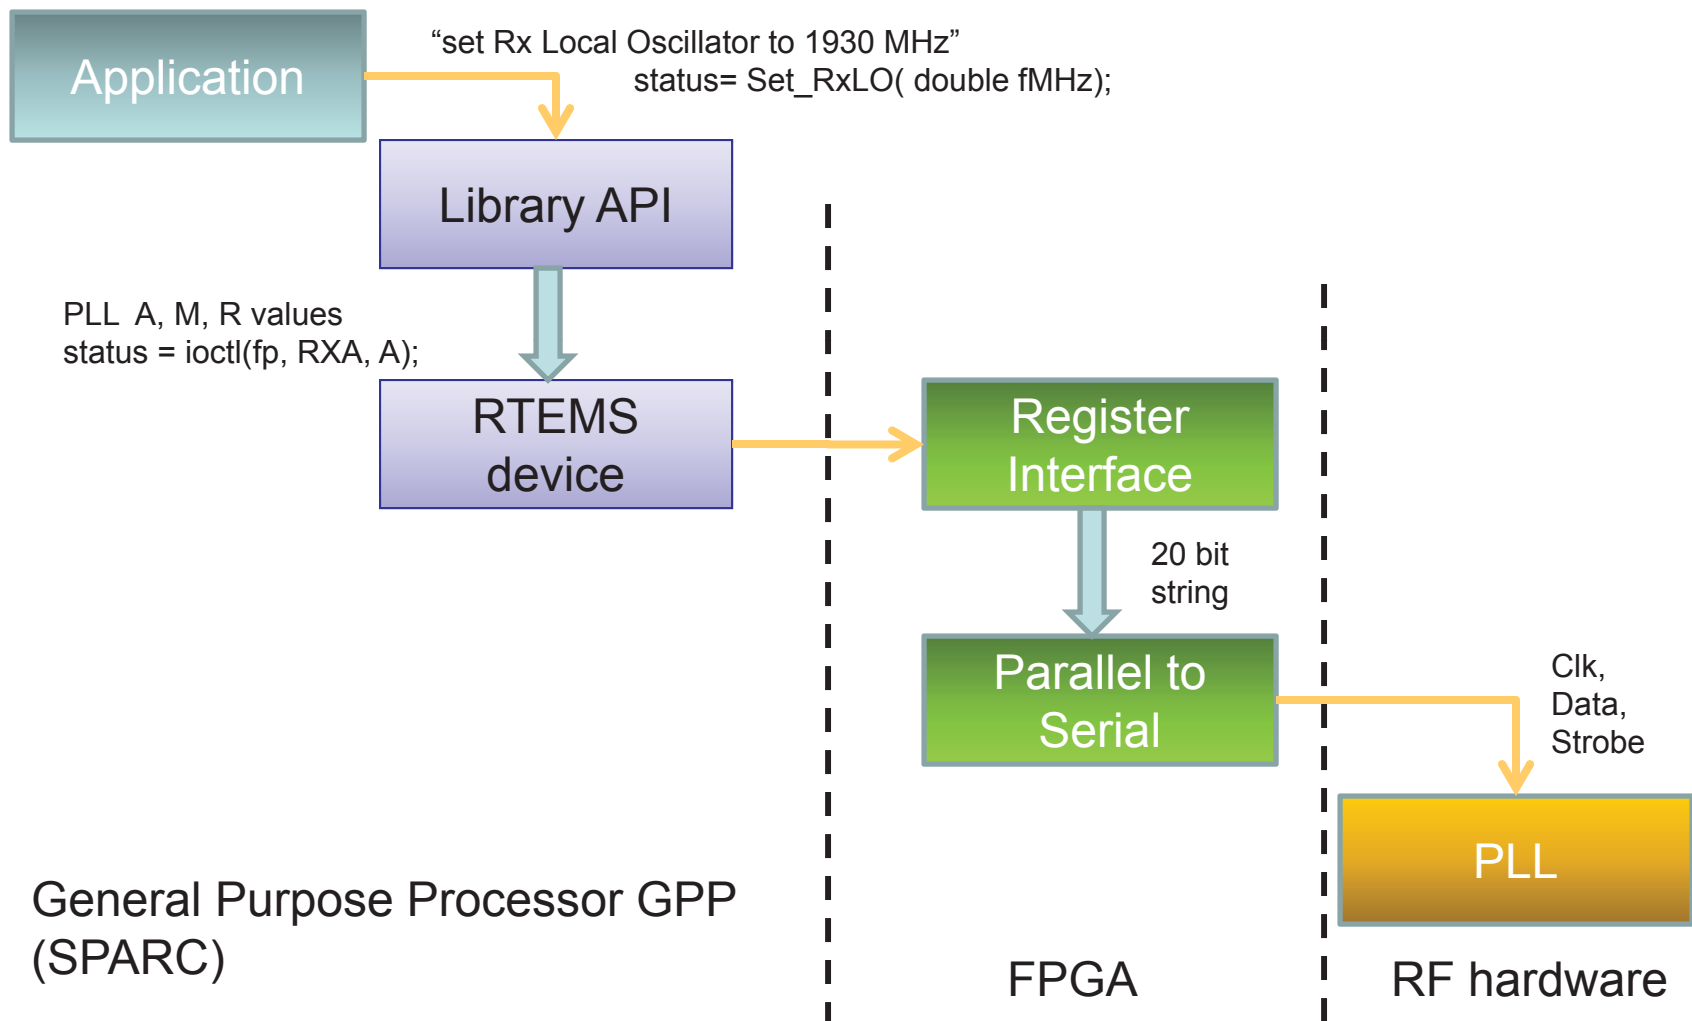 Application
“set Rx Local Oscillator to 1930 MHz”
status= Set_RxLO( double fMHz);
Library API
PLL  A, M, R values
status = ioctl(fp, RXA, A);
RTEMS
device
Register
Interface
20 bit
string
Parallel to
Serial
Clk,
Data,
Strobe
PLL
General Purpose Processor GPP
(SPARC)
FPGA
RF hardware